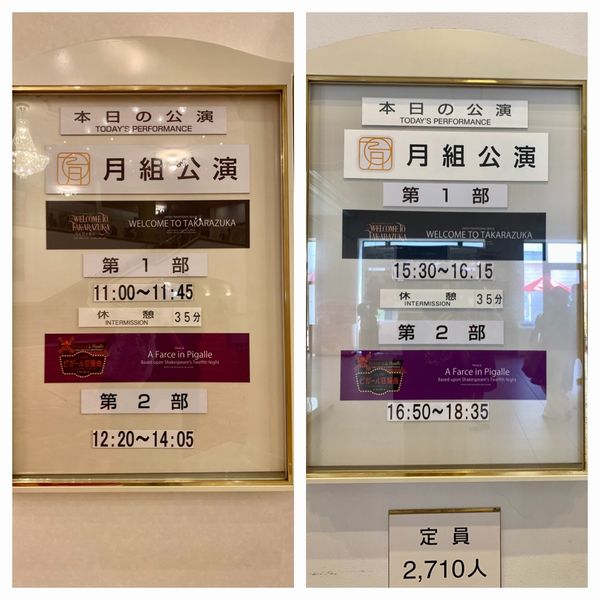 本日の公演
TODAY'S PERFORMANCE
月組公演
WELCOME TO
TAKARAZUKA
WELCOME TO TAKARAZUKA
第1部
11:00〜11:45
休憩 35分
INTERMISSION
ピガール狂騒曲
A Farce in Pigalle
Based upon Shakespeare's Twelfth Night
第2部
12:20〜14:05
本日の公演
TODAY'S PERFORMANCE
月組公演
第1部
WELCOME TO
TAKARAZUKA
WELCOME TO TAKARAZUKA
15:30〜16:15
休憩 35分
INTERMISSION
第2部
ピガール狂騒曲
A Farce in Pigalle
Based upon Shakespeare's Twelfth Night
16:50〜18:35
定員
2,710人